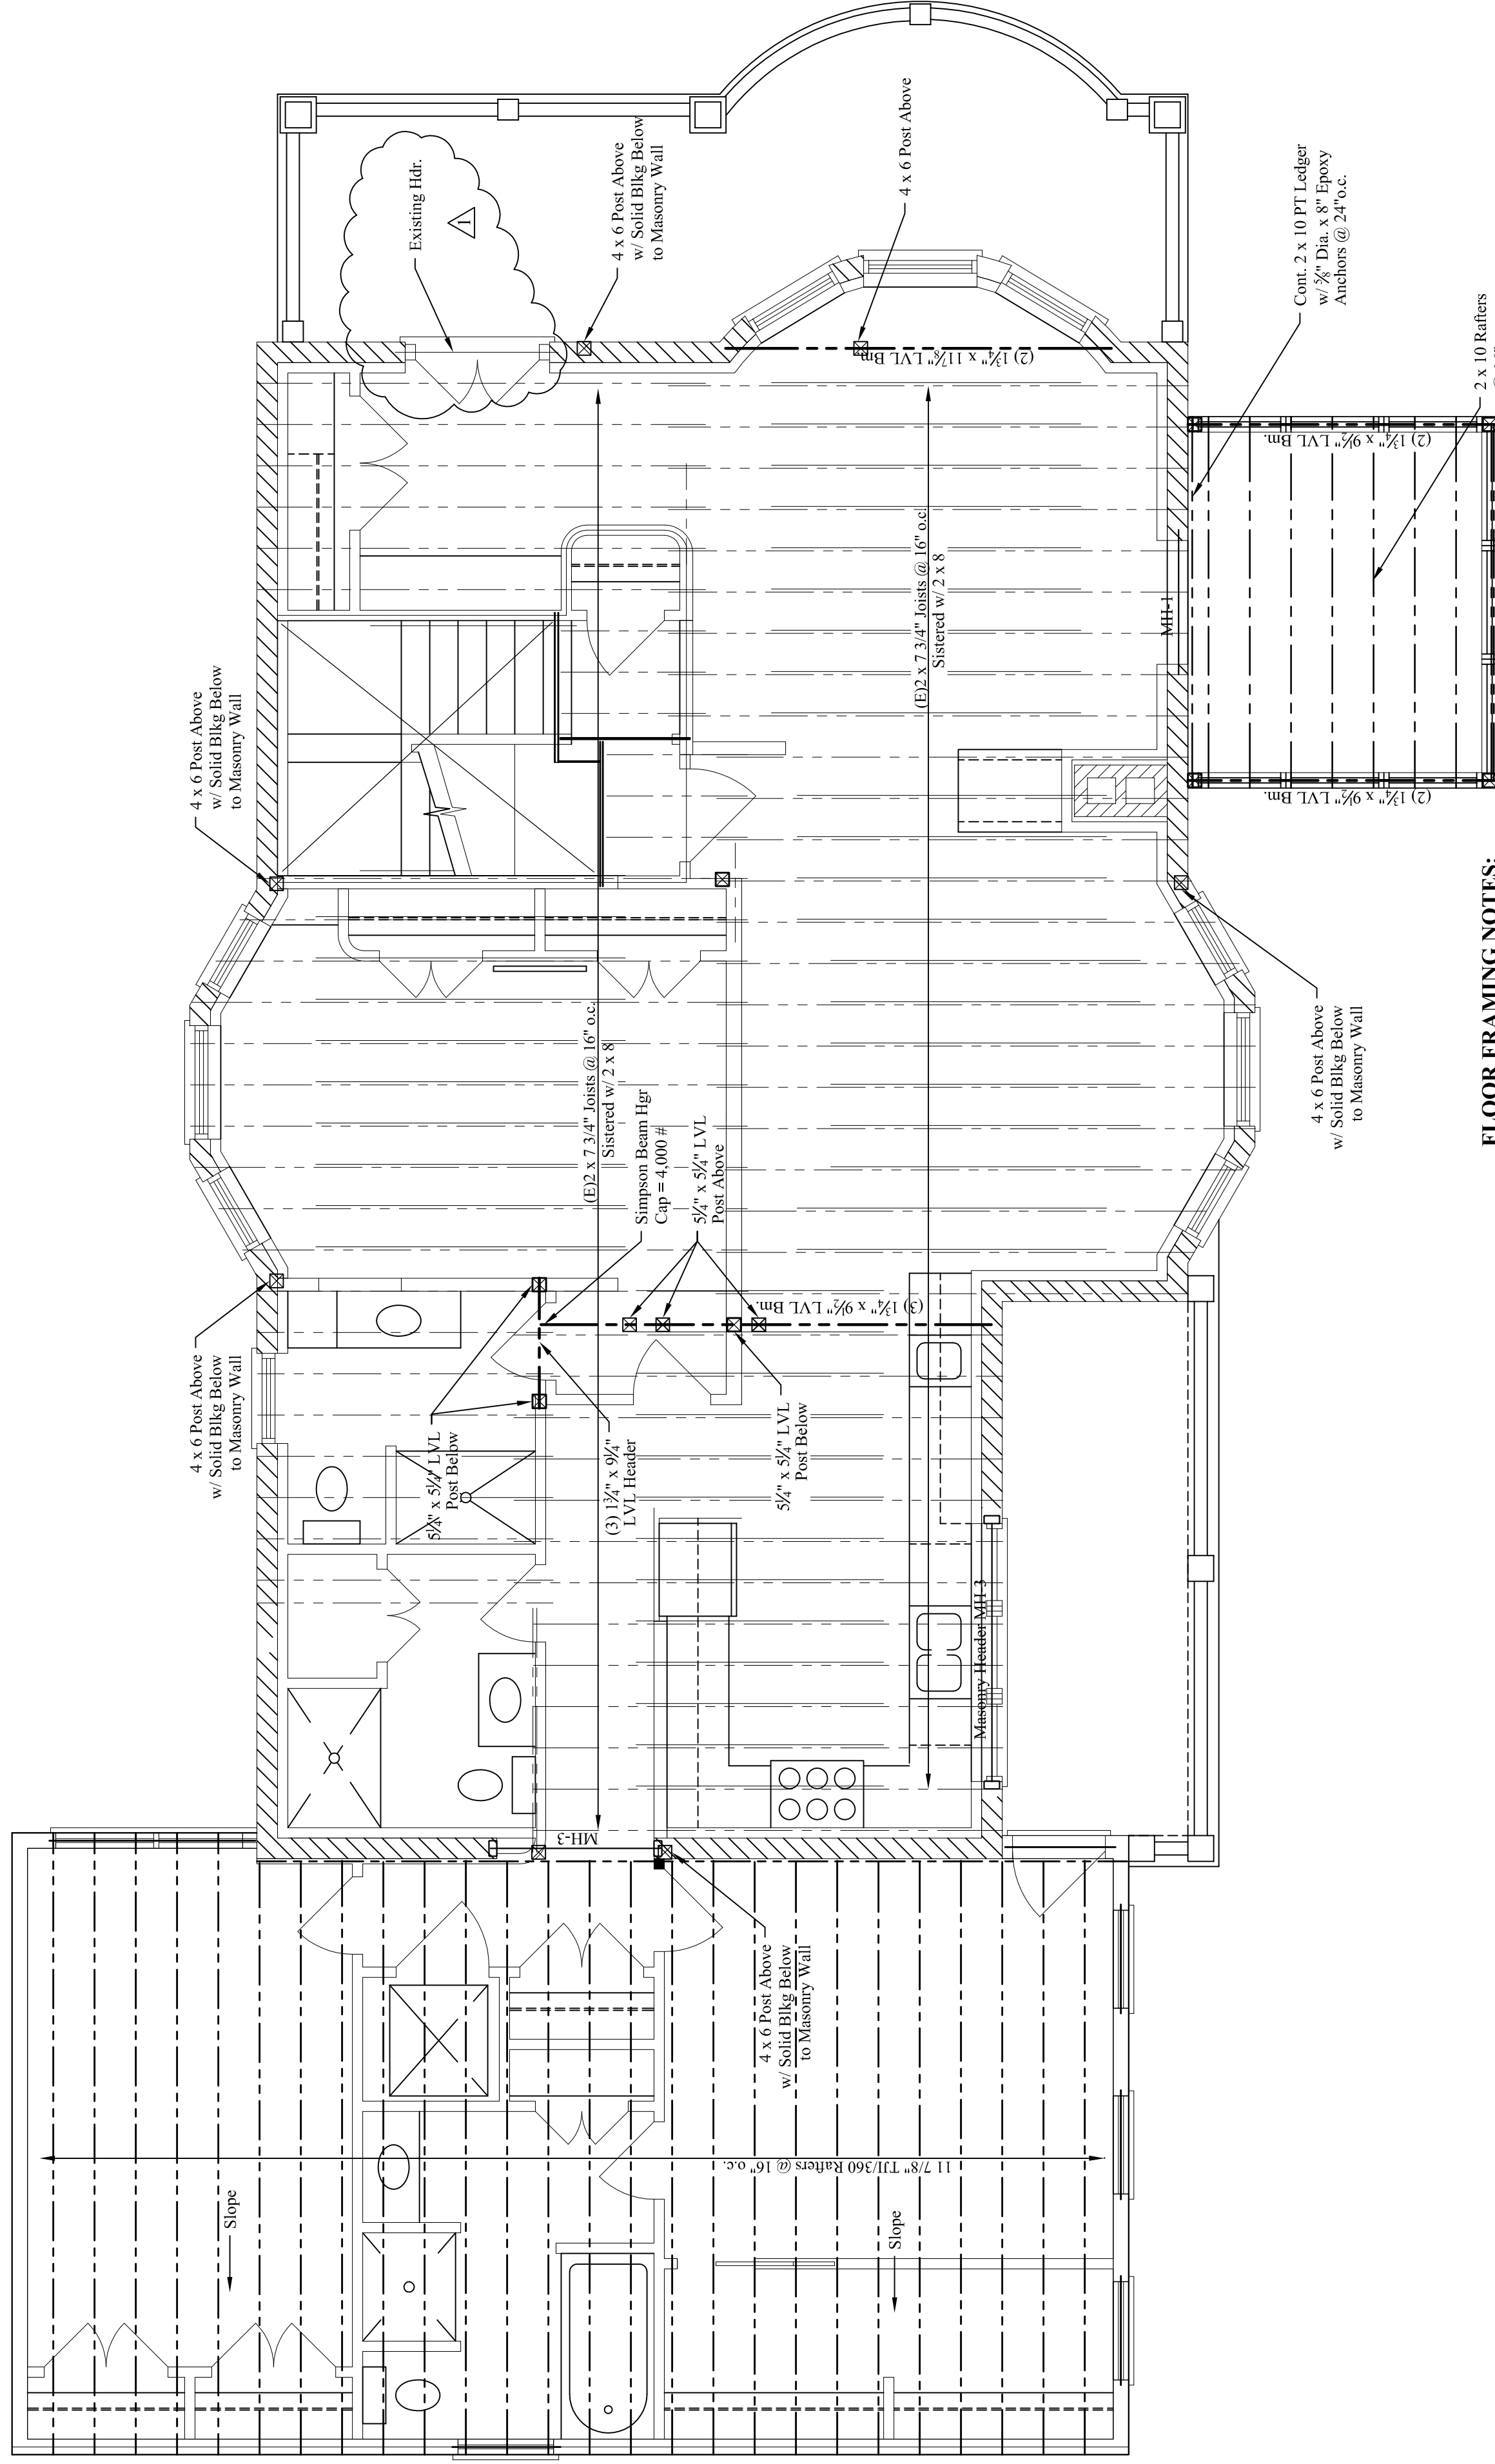 Existing Hdr.
1
4 x 6 Post Above
w/ Solid Blkg Below
to Masonry Wall
4 x 6 Post Above
(2) 1¾" x 11⅞" LVL Bm
Cont. 2 x 10 PT Ledger
w/ ⅝" Dia. x 8" Epoxy
Anchors @ 24"o.c.
2 x 10 Rafters
(2) 1¾" x 9½" LVL Bm.
(2) 1¾" x 9½" LVL Bm.
MH-1
(E)2 x 7 3/4" Joists @ 16" o.c.
Sistered w/ 2 x 8
4 x 6 Post Above
w/ Solid Blkg Below
to Masonry Wall
(E)2 x 7 3/4" Joists @ 16" o.c.
Sistered w/ 2 x 8
Simpson Beam Hgr
Cap = 4,000 #
5¼" x 5¼" LVL
Post Above
(3) 1¾" x 9½" LVL Bm.
4 x 6 Post Above
w/ Solid Blkg Below
to Masonry Wall
FLOOR FRAMING NOTES:
4 x 6 Post Above
w/ Solid Blkg Below
to Masonry Wall
5¼" x 5¼" LVL
Post Below
(3) 1¾" x 9¼"
LVL Header
5¼" x 5¼" LVL
Post Below
Masonry Header MH-3
MH-3
4 x 6 Post Above
w/ Solid Blkg Below
to Masonry Wall
11 7/8" TJI/360 Rafters @ 16" o.c.
Slope
Slope